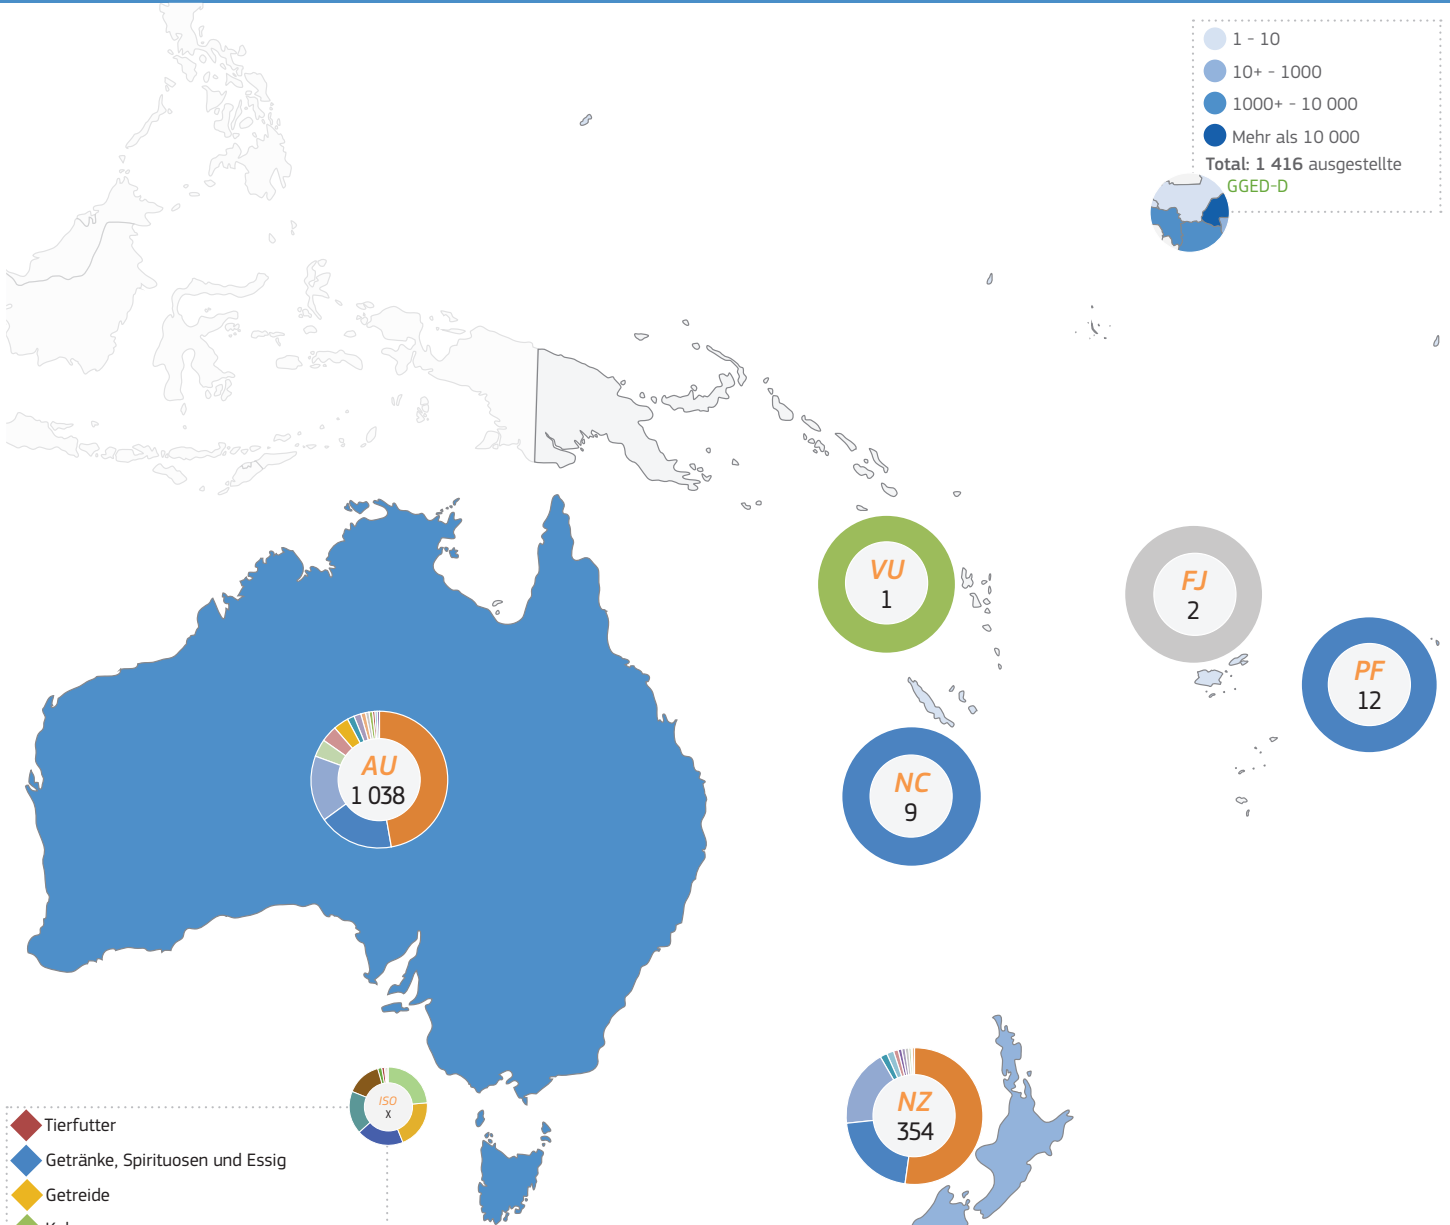 1 - 10
10+ - 1000
1000+ - 10 000
Mehr als 10 000
Total: 1 416 ausgestellte
GGED-D
VU
1
FJ
2
PF
12
AU
1 038
NC
9
NZ
354
ISO
x
Tierfutter
Getränke, Spirituosen und Essig
Getreide